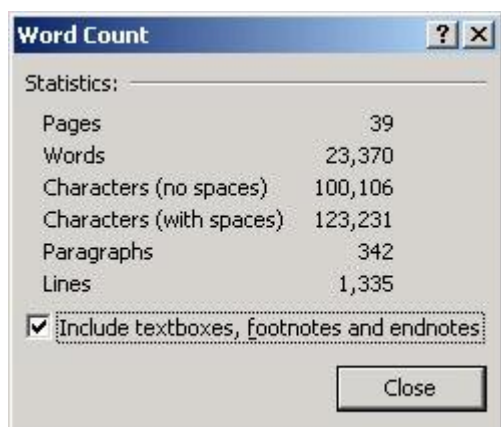 Word Count
Statistics:
Pages 39
Words 23,370
Characters (no spaces) 100,106
Characters (with spaces) 123,231
Paragraphs 342
Lines 1,335
Include textboxes, footnotes and endnotes
Close